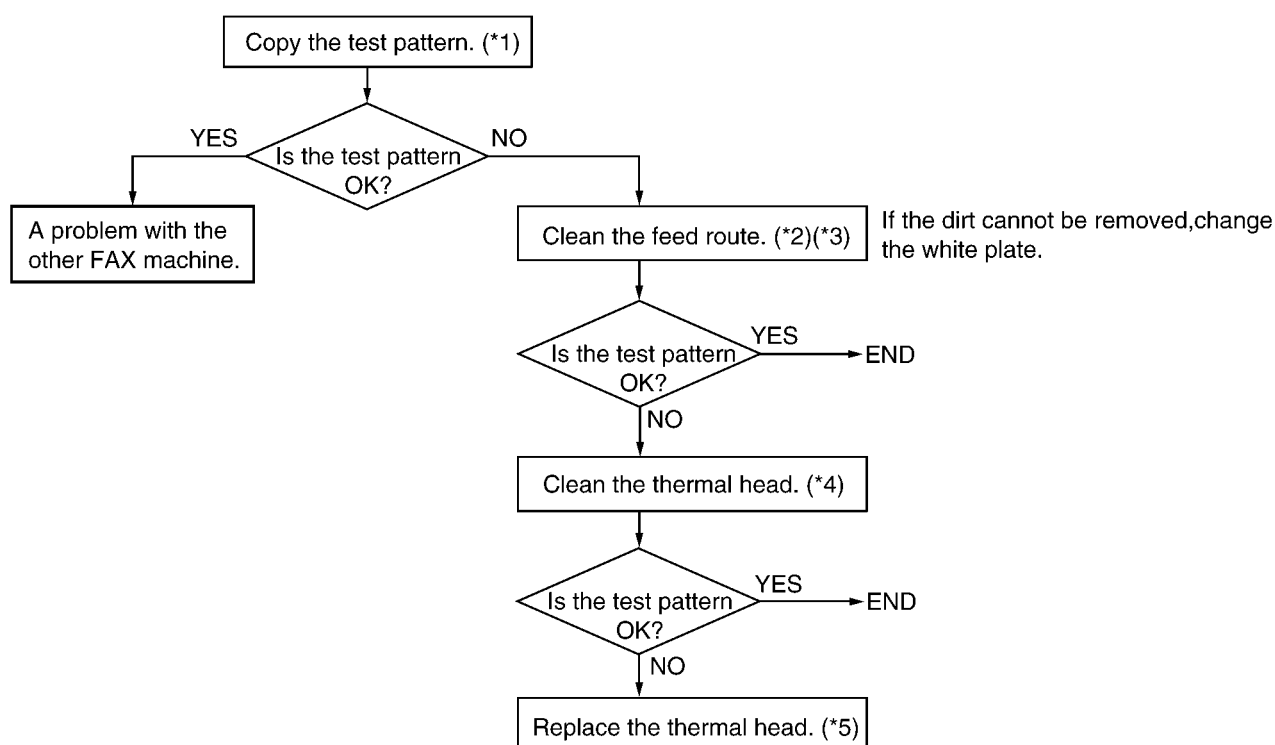 Copy the test pattern. (*1)
YES
NO
Is the test pattern
OK?
A problem with the
other FAX machine.
Clean the feed route. (*2)(*3)
If the dirt cannot be removed,change
the white plate.
Is the test pattern
OK?
YES
END
NO
Clean the thermal head. (*4)
Is the test pattern
OK?
YES
END
NO
Replace the thermal head. (*5)